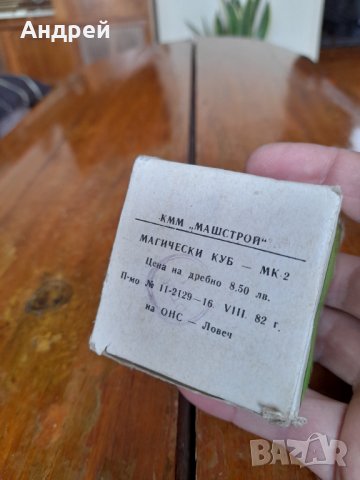 Андрей
КММ „МАШСТРОЙ"
МАГИЧЕСКИ КУБ — МК-2
Цена на дребно 8,50 лв.
П-мо № 11-2129—16. VIII. 82 г.
на ОНС — Ловеч
BAZAR